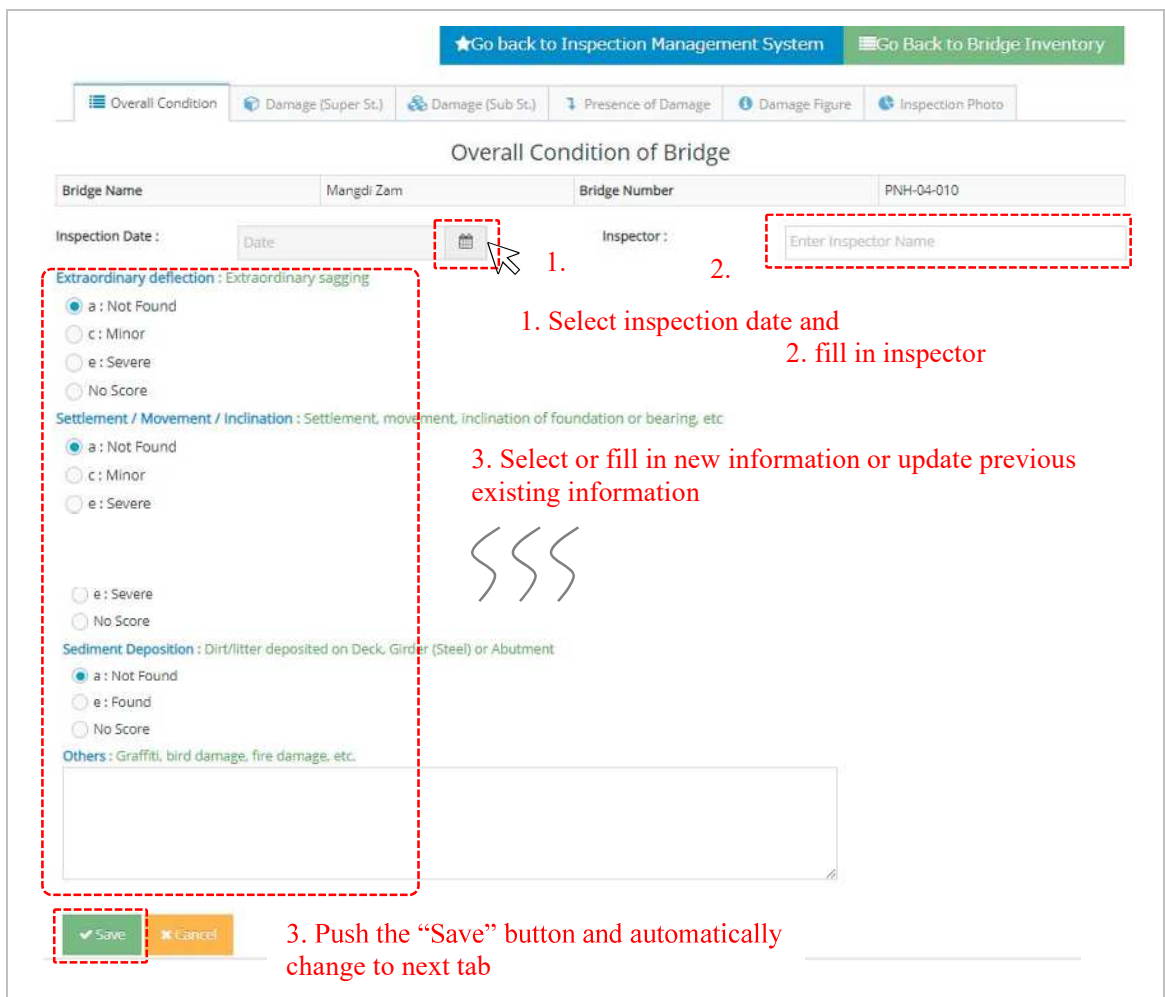 Go back to Inspection Management System Go Back to Bridge Inventory
Overall Condition Damage (Super St.) Damage (Sub St.) Presence of Damage Damage Figure Inspection Photo
Overall Condition of Bridge
Bridge Name Mangdi Zam Bridge Number PNH-04-010
Inspection Date : Date Inspector : Enter Inspector Name
1. 2.
Extraordinary deflection : Extraordinary sagging
a : Not Found
c : Minor
e : Severe
No Score
1. Select inspection date and
2. fill in inspector
Settlement / Movement / Inclination : Settlement, movement, inclination of foundation or bearing, etc
a : Not Found
c : Minor
e : Severe
3. Select or fill in new information or update previous
existing information
e : Severe
No Score
Sediment Deposition : Dirt/litter deposited on Deck, Girder (Steel) or Abutment
a : Not Found
e : Found
No Score
Others : Graffiti, bird damage, fire damage, etc.
Save Cancel
3. Push the “Save” button and automatically
change to next tab